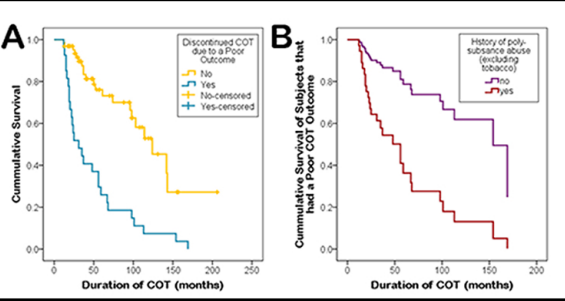 A
Discontinued COT
due to a Poor
Outcome
No
Yes
No-censored
Yes-censored
Cummulative Survival
1.0
0.8
0.6
0.4
0.2
0.0
0
50
100
150
200
250
Duration of COT (months)
B
Hstory of poly-
subsance abuse
(excluding
tobacco)
no
yes
Cummulative Survival of Subjects that
had a Poor COT Outcome
1.0
0.8
0.6
0.4
0.2
0.0
0
50
100
150
200
Duration of COT (months)